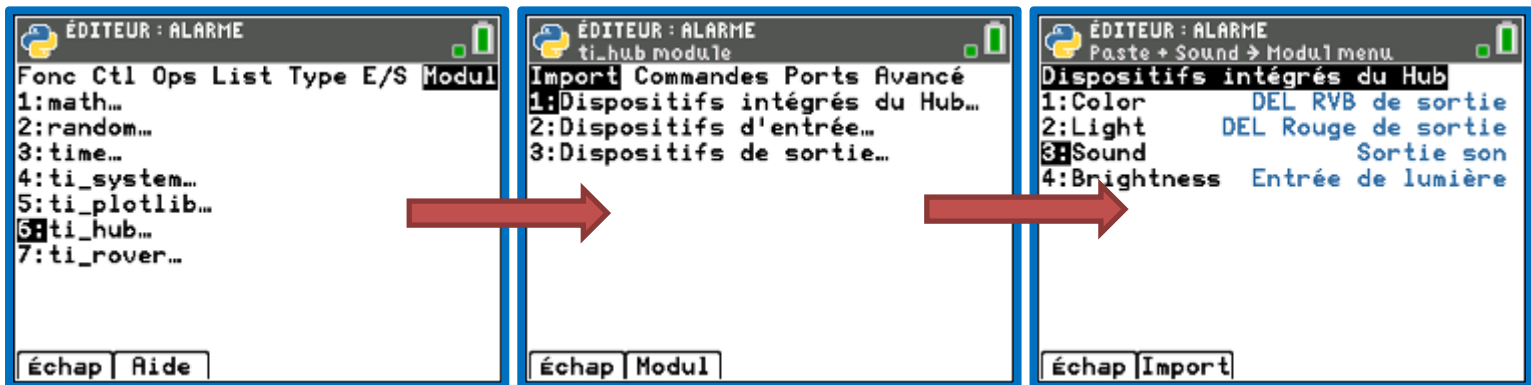 ÉDITEUR : ALARME
Fonc Ctl Ops List Type E/S Modul
1:math…
2:random…
3:time…
4:ti_system…
5:ti_plotlib…
6:ti_hub…
7:ti_rover…
Échap Aide
ÉDITEUR : ALARME
ti_hub module
Import Commandes Ports Avancé
1:Dispositifs intégrés du Hub…
2:Dispositifs d'entrée…
3:Dispositifs de sortie…
Échap Modul
ÉDITEUR : ALARME
Paste + Sound → Modul menu
Dispositifs intégrés du Hub
1:Color DEL RVB de sortie
2:Light DEL Rouge de sortie
3:Sound Sortie son
4:Brightness Entrée de lumière
Échap Import